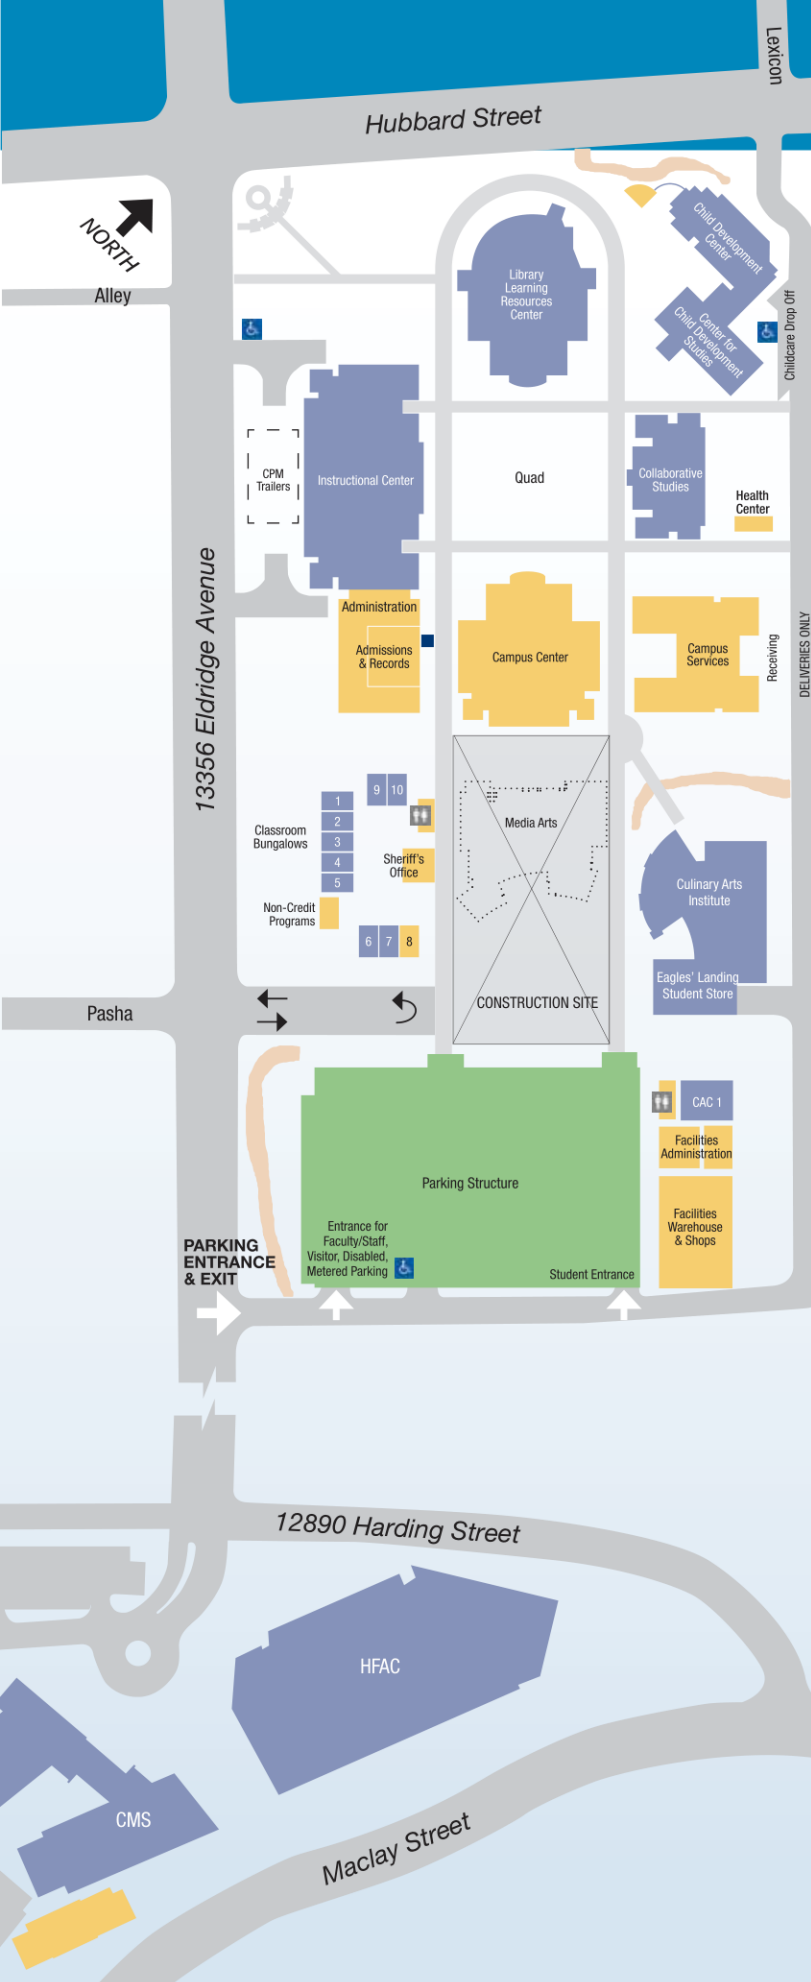 Lexicon
Hubbard Street
NORTH
Alley
Child Development
Center
Center for
Child Development
Studies
Childcare Drop Off
Library
Learning
Resources
Center
CPM
Trailers
Instructional Center
Quad
Collaborative
Studies
Health
Center
13356 Eldridge Avenue
Administration
Admissions
& Records
Campus Center
Campus
Services
Receiving
DELIVERIES ONLY
9 10
1
2
3
4
5
Classroom
Bungalows
Sheriff's
Office
Non-Credit
Programs
6 7 8
Media Arts
CONSTRUCTION SITE
Culinary Arts
Institute
Eagles' Landing
Student Store
Pasha
CAC 1
Facilities
Administration
Facilities
Warehouse
& Shops
Parking Structure
Entrance for
Faculty/Staff,
Visitor, Disabled,
Metered Parking
Student Entrance
PARKING
ENTRANCE
& EXIT
12890 Harding Street
HFAC
CMS
Maclay Street